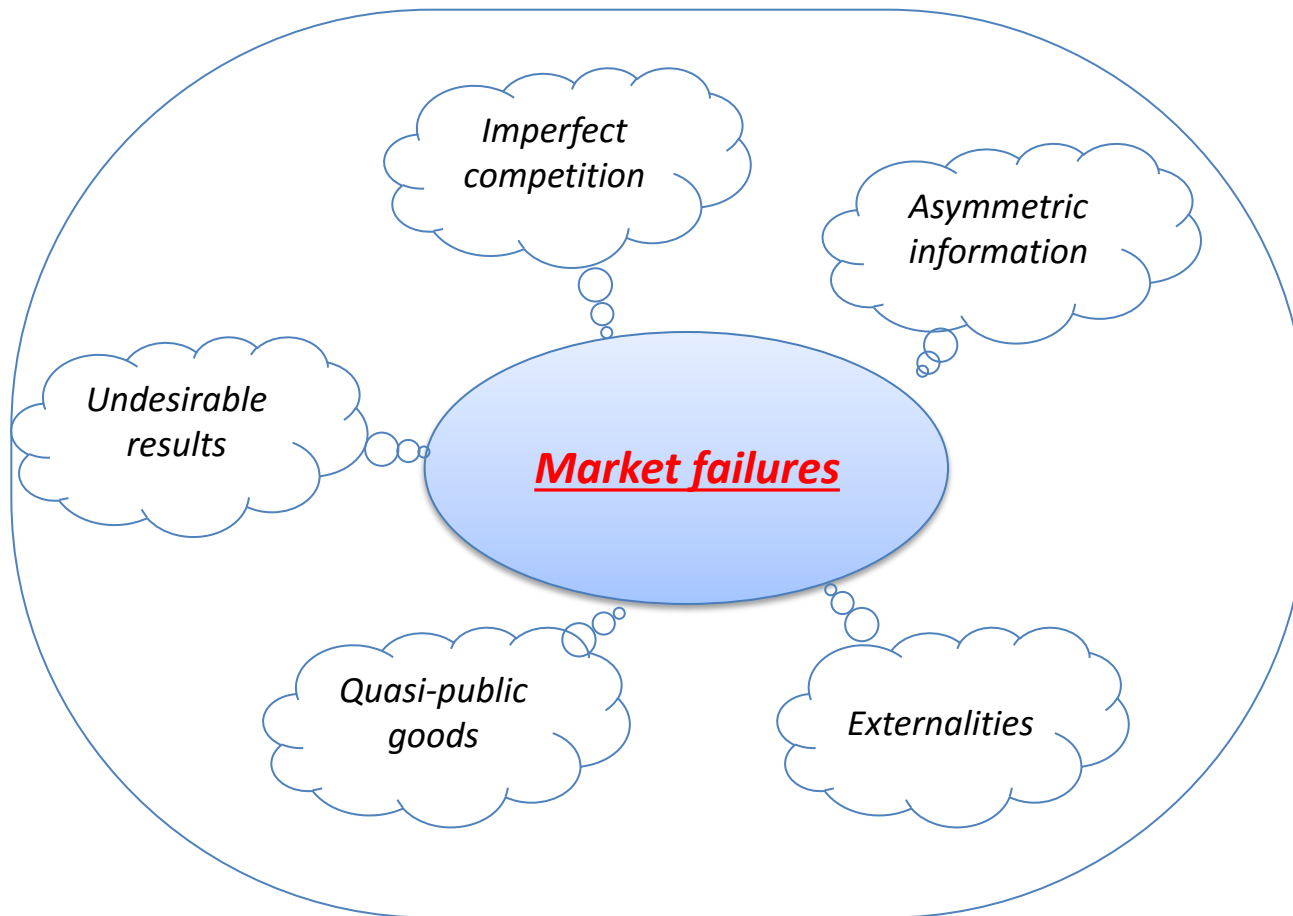 Imperfect
competition
Asymmetric
information
Undesirable
results
Market failures
Quasi-public
goods
Externalities